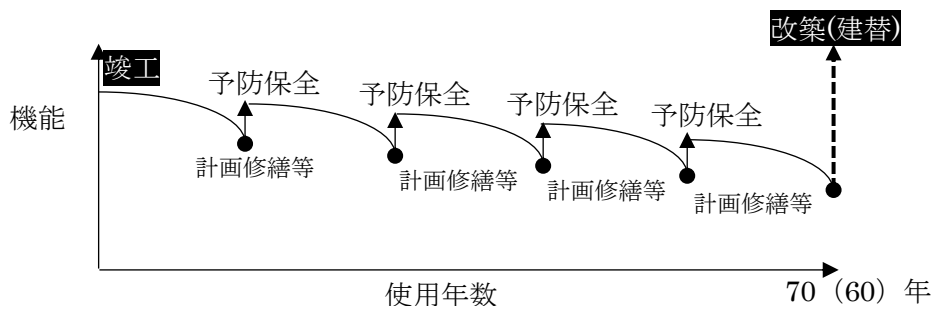 改築(建替)
竣工
予防保全
予防保全
予防保全
予防保全
機能
計画修繕等
計画修繕等
計画修繕等
計画修繕等
使用年数
70（60）年